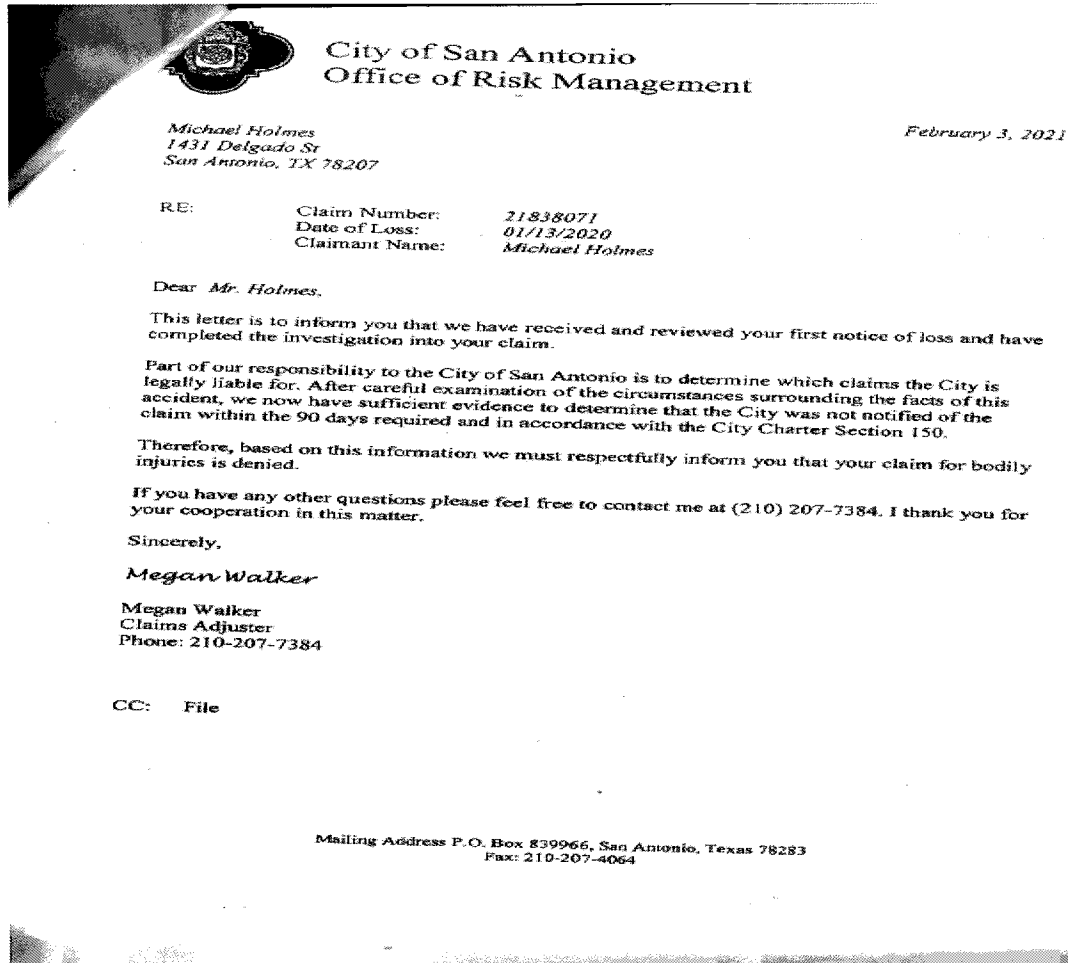 City of San Antonio
Office of Risk Management
Michael Holmes
1431 Delgado St
San Antonio, TX 78207
February 3, 2021
RE:
Claim Number: 21838071
Date of Loss: 01/13/2020
Claimant Name: Michael Holmes
Dear Mr. Holmes,
This letter is to inform you that we have received and reviewed your first notice of loss and have
completed the investigation into your claim.
Part of our responsibility to the City of San Antonio is to determine which claims the City is
legally liable for. After careful examination of the circumstances surrounding the facts of this
accident, we now have sufficient evidence to determine that the City was not notified of the
claim within the 90 days required and in accordance with the City Charter Section 150.
Therefore, based on this information we must respectfully inform you that your claim for bodily
injuries is denied.
If you have any other questions please feel free to contact me at (210) 207-7384. I thank you for
your cooperation in this matter.
Sincerely,
Megan Walker
Megan Walker
Claims Adjuster
Phone: 210-207-7384
CC: File
Mailing Address P.O. Box 839966, San Antonio, Texas 78283
Fax: 210-207-4064